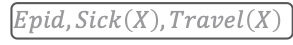 Epid, Sick(X), Travel(X)